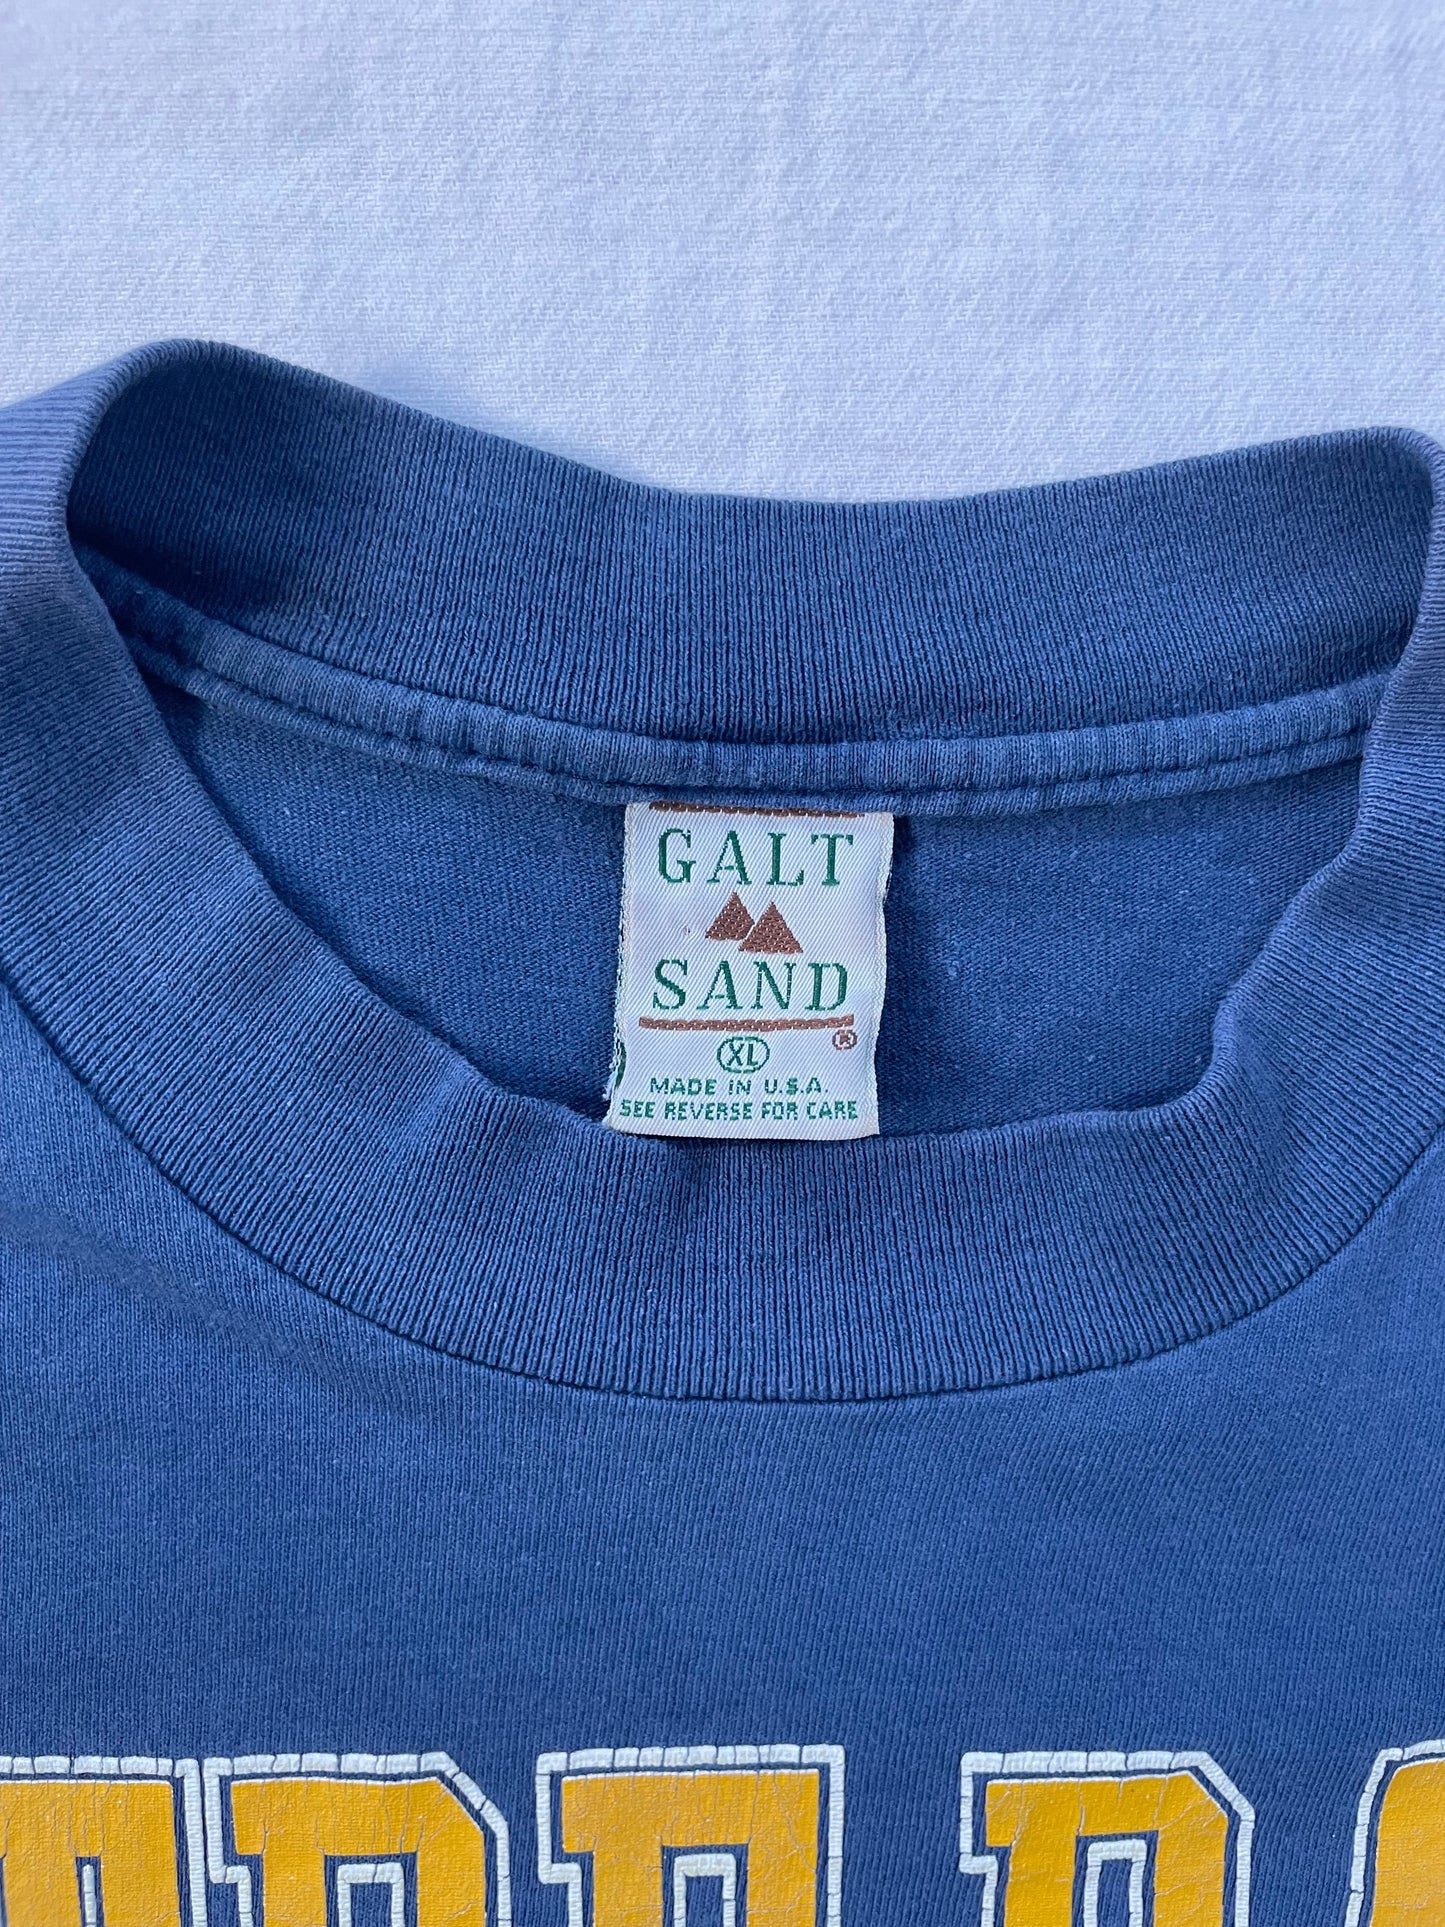 GALT
SAND
®
XL
MADE IN U.S.A.
SEE REVERSE FOR CARE